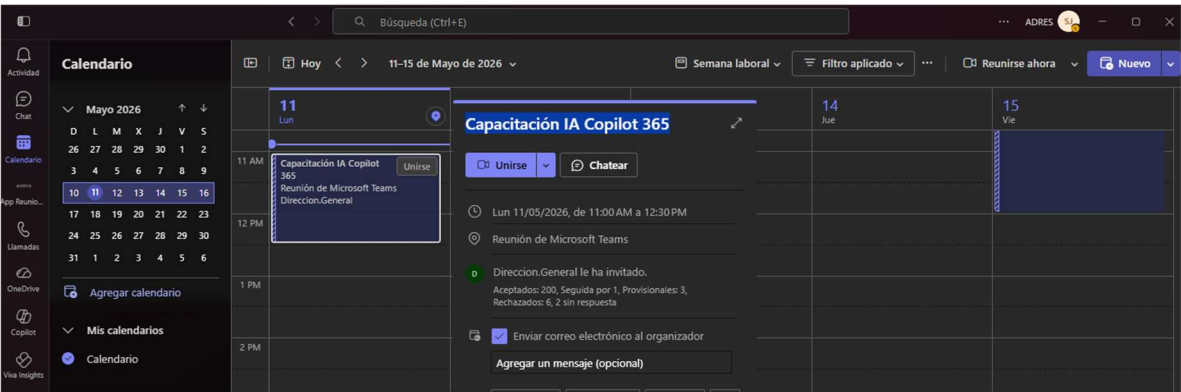 Búsqueda (Ctrl+E)
ADRES
SJ
Actividad
Chat
Calendario
App Reunio...
Llamadas
OneDrive
Copilot
Viva Insights
Calendario
Mayo 2026
D L M X J V S
26 27 28 29 30 1 2
3 4 5 6 7 8 9
10 11 12 13 14 15 16
17 18 19 20 21 22 23
24 25 26 27 28 29 30
31 1 2 3 4 5 6
Agregar calendario
Mis calendarios
Calendario
Hoy
11–15 de Mayo de 2026
Semana laboral
Filtro aplicado
Reunirse ahora
Nuevo
11
Lun
14
Jue
15
Vie
11 AM
12 PM
1 PM
2 PM
Capacitación IA Copilot
365
Unirse
Reunión de Microsoft Teams
Direccion.General
Capacitación IA Copilot 365
Unirse
Chatear
Lun 11/05/2026, de 11:00 AM a 12:30 PM
Reunión de Microsoft Teams
D
Direccion.General le ha invitado.
Aceptados: 200, Seguida por 1, Provisionales: 3,
Rechazados: 6, 2 sin respuesta
Enviar correo electrónico al organizador
Agregar un mensaje (opcional)